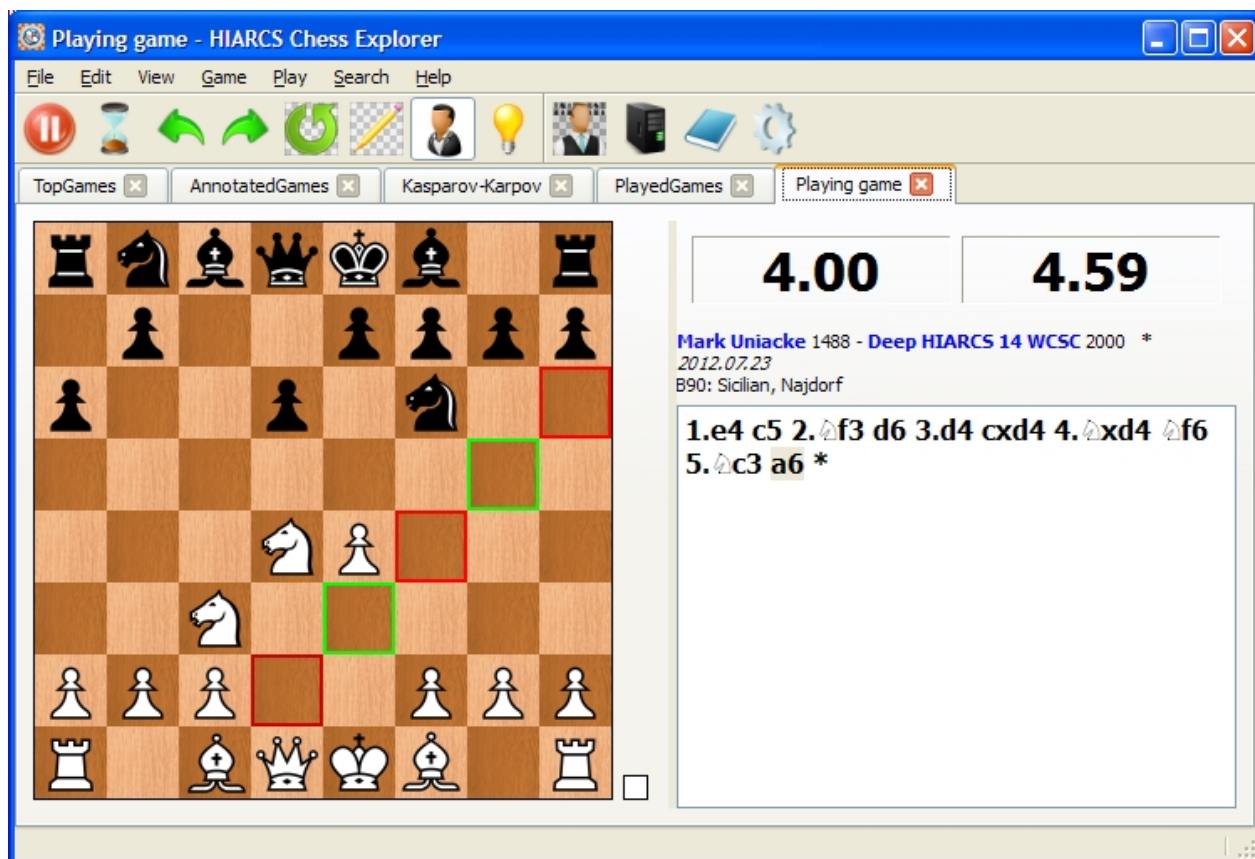 Playing game - HIARCS Chess Explorer
File Edit View Game Play Search Help
TopGames AnnotatedGames Kasparov-Karpov PlayedGames Playing game
4.00 4.59
Mark Uniacke 1488 - Deep HIARCS 14 WCSC 2000 *
2012.07.23
B90: Sicilian, Najdorf
1.e4 c5 2.♘f3 d6 3.d4 cxd4 4.♘xd4 ♘f6
5.♘c3 a6 *